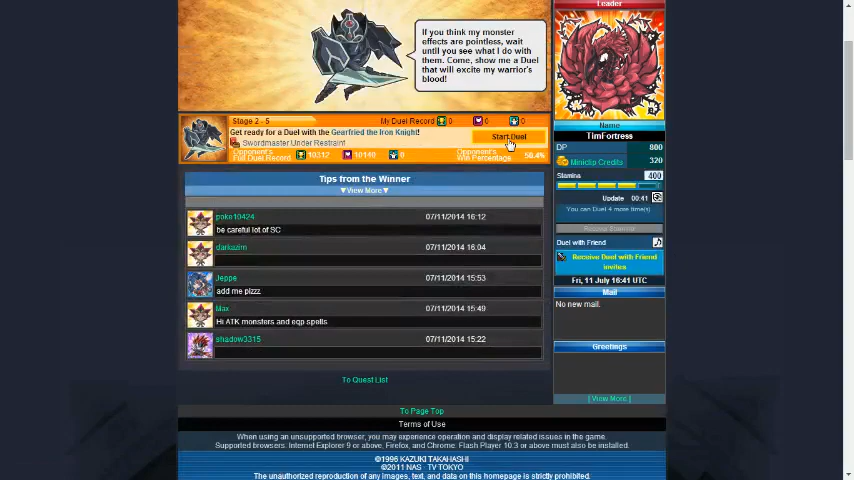 Leader
If you think my monster
effects are pointless, wait
until you see what I do with
them. Come, show me a Duel
that will excite my warrior's
blood!
Stage 2 - 5
My Duel Record 0 0 0
Get ready for a Duel with the Gearfried the Iron Knight!
Swordmaster Under Restraint
Start Duel
Opponent's
Full Duel Record 10312 10140 0
Opponent's
Win Percentage 50.4%
Tips from the Winner
▼View More▼
poko10424 07/11/2014 16:12
be careful lot of SC
darkazim 07/11/2014 16:04
Jeppe 07/11/2014 15:53
add me plzzz
Max 07/11/2014 15:49
Hi ATK monsters and eqp spells
shadow3315 07/11/2014 15:22
To Quest List
Name
TimFortress
DP 800
Miniclip Credits 320
Stamina 400
Update 00:41
You can Duel 4 more time(s)
Recover Stamina!
Duel with Friend
Receive Duel with Friend
Invites
Fri, 11 July 16:41 UTC
Mail
No new mail.
Greetings
[ View More ]
To Page Top
Terms of Use
When using an unsupported browser, you may experience operation and display related issues in the game.
Supported browsers: Internet Explorer 9 or above, Firefox, and Chrome. Flash Player 10.3 or above must also be installed.
©1996 KAZUKI TAKAHASHI
©2011 NAS · TV TOKYO
The unauthorized reproduction of any images, text, and data on this homepage is strictly prohibited.